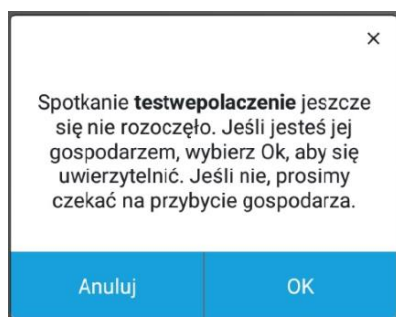 Spotkanie testwepolaczenie jeszcze
się nie rozoczęło. Jeśli jesteś jej
gospodarzem, wybierz Ok, aby się
uwierzytelnić. Jeśli nie, prosimy
czekać na przybycie gospodarza.
Anuluj OK